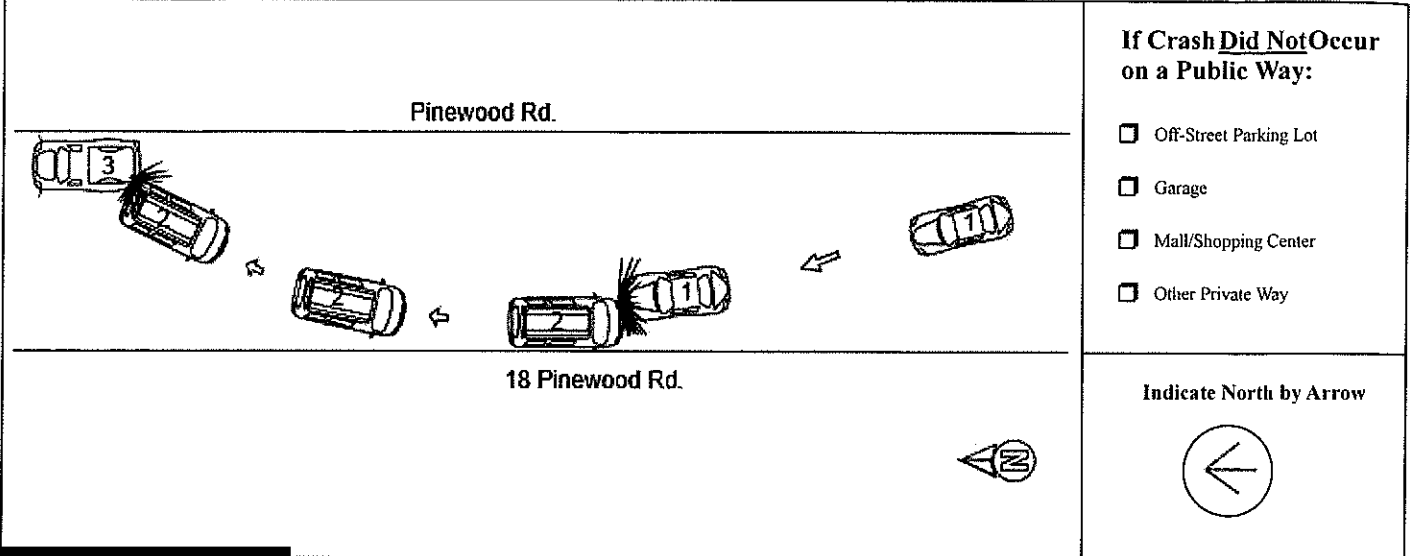 Pinewood Rd.
3
2
2
2
1
1
18 Pinewood Rd.
N
If Crash Did Not Occur
on a Public Way:
Off-Street Parking Lot
Garage
Mall/Shopping Center
Other Private Way
Indicate North by Arrow